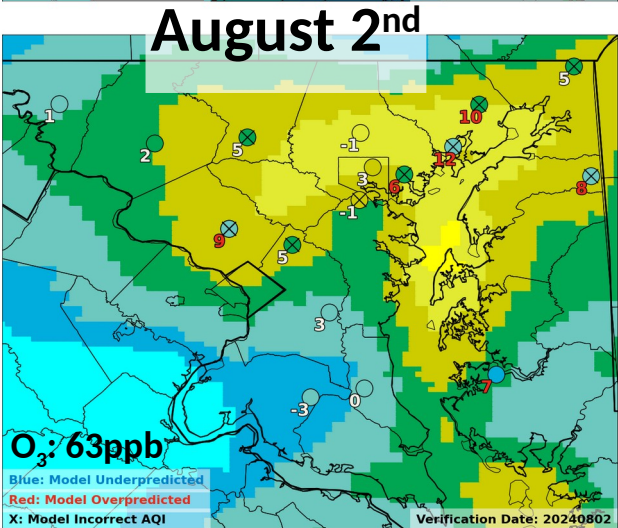 August 2nd
5
1
10
-1
5
2
12
3
6
8
-1
9
5
3
7
-3
0
O3: 63ppb
Blue: Model Underpredicted
Red: Model Overpredicted
X: Model Incorrect AQI
Verification Date: 20240802